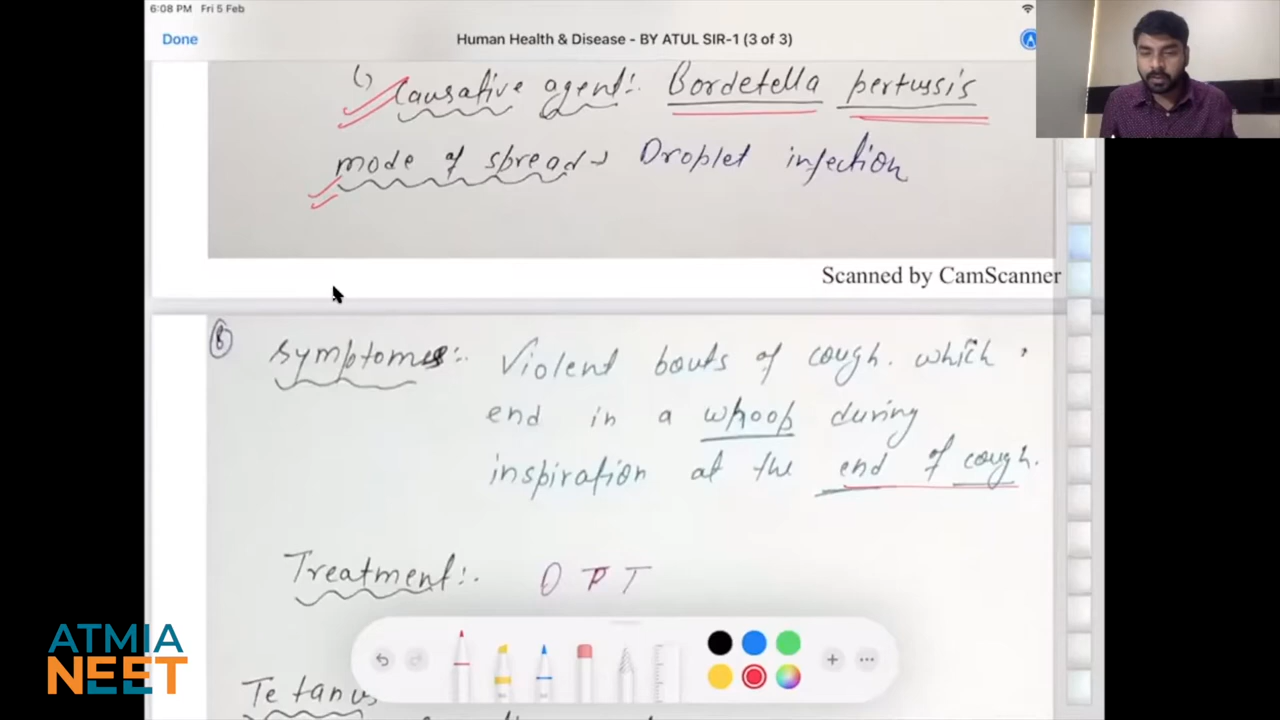 6:08 PM Fri 5 Feb
Done
Human Health & Disease - BY ATUL SIR-1 (3 of 3)
Causative agent:. Bordetella pertussis
mode of spread→ Droplet infection
Scanned by CamScanner
8
Symptoms:. Violent bouts of cough. which
end in a whoop during
inspiration at the end of cough.
Treatment:. DPT
Tetanus
ATMIA
NEET